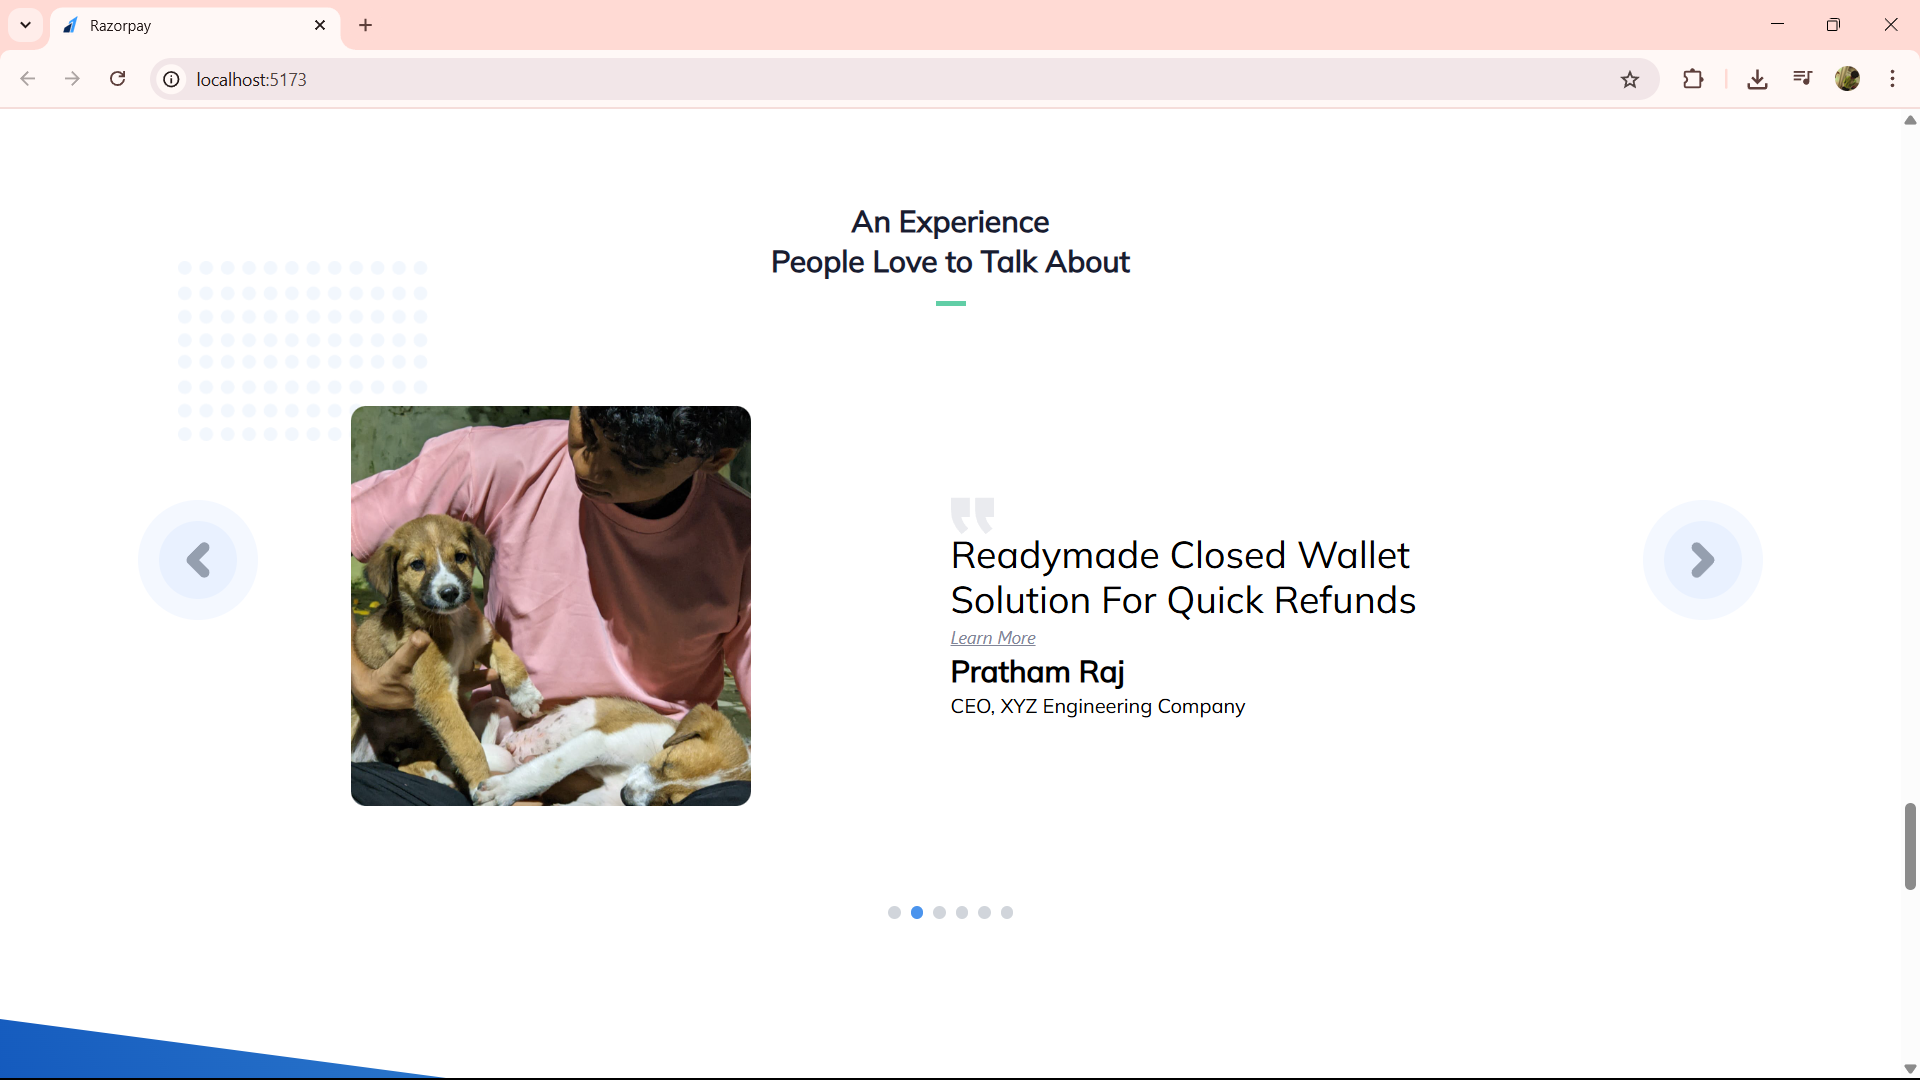 Razorpay
localhost:5173
An Experience
People Love to Talk About
Readymade Closed Wallet
Solution For Quick Refunds
Learn More
Pratham Raj
CEO, XYZ Engineering Company